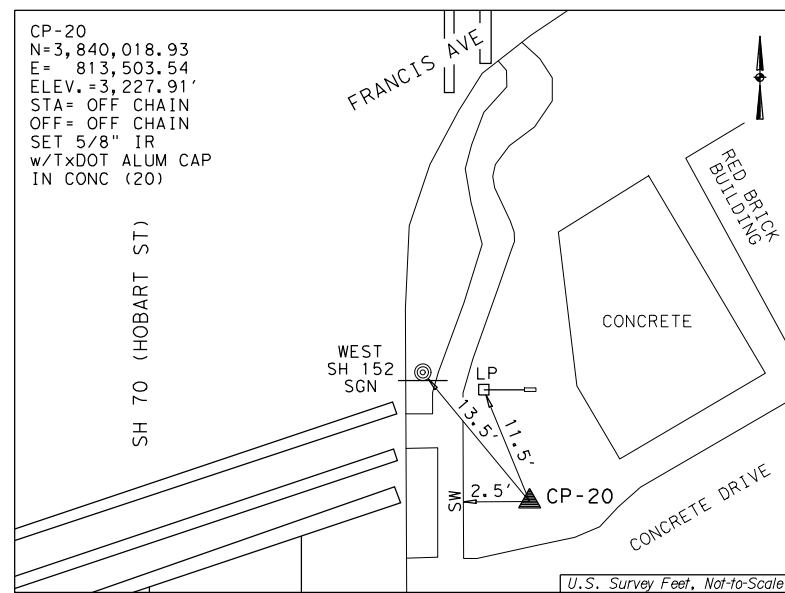 CP-20
N=3,840,018.93
E= 813,503.54
ELEV.=3,227.91'
STA= OFF CHAIN
OFF= OFF CHAIN
SET 5/8" IR
w/TxDOT ALUM CAP
IN CONC (20)
FRANCIS AVE
RED BRICK
BUILDING
SH 70 (HOBART ST)
CONCRETE
WEST
SH 152
SGN
LP
13.5'
11.5'
2.5'
SW
CP-20
CONCRETE DRIVE
U.S. Survey Feet, Not-to-Scale